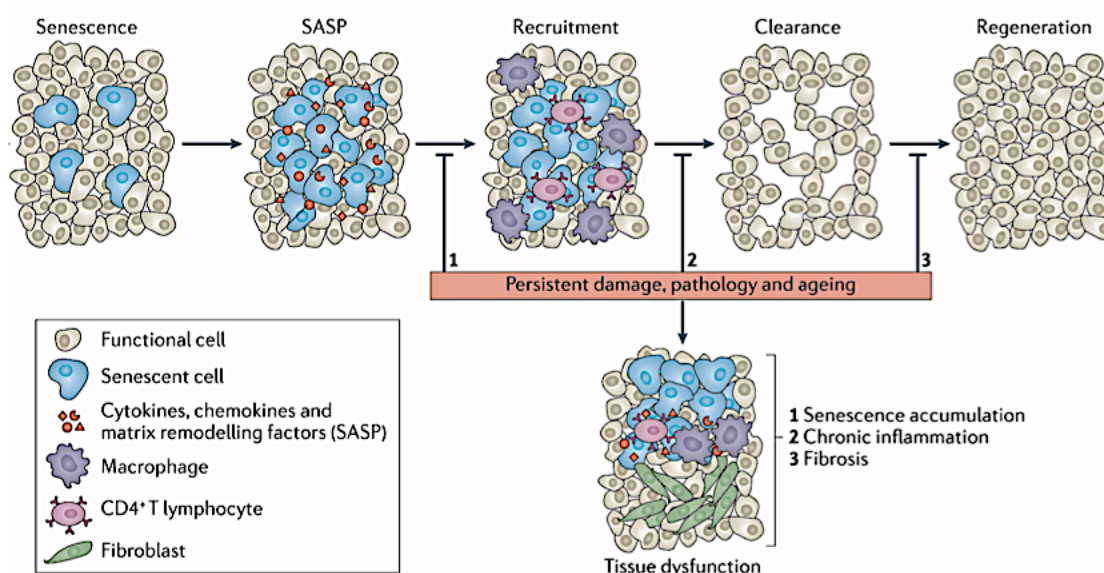 Senescence
SASP
Recruitment
Clearance
Regeneration
1
2
3
Persistent damage, pathology and ageing
Functional cell
Senescent cell
Cytokines, chemokines and
matrix remodelling factors (SASP)
Macrophage
CD4⁺ T lymphocyte
Fibroblast
1 Senescence accumulation
2 Chronic inflammation
3 Fibrosis
Tissue dysfunction